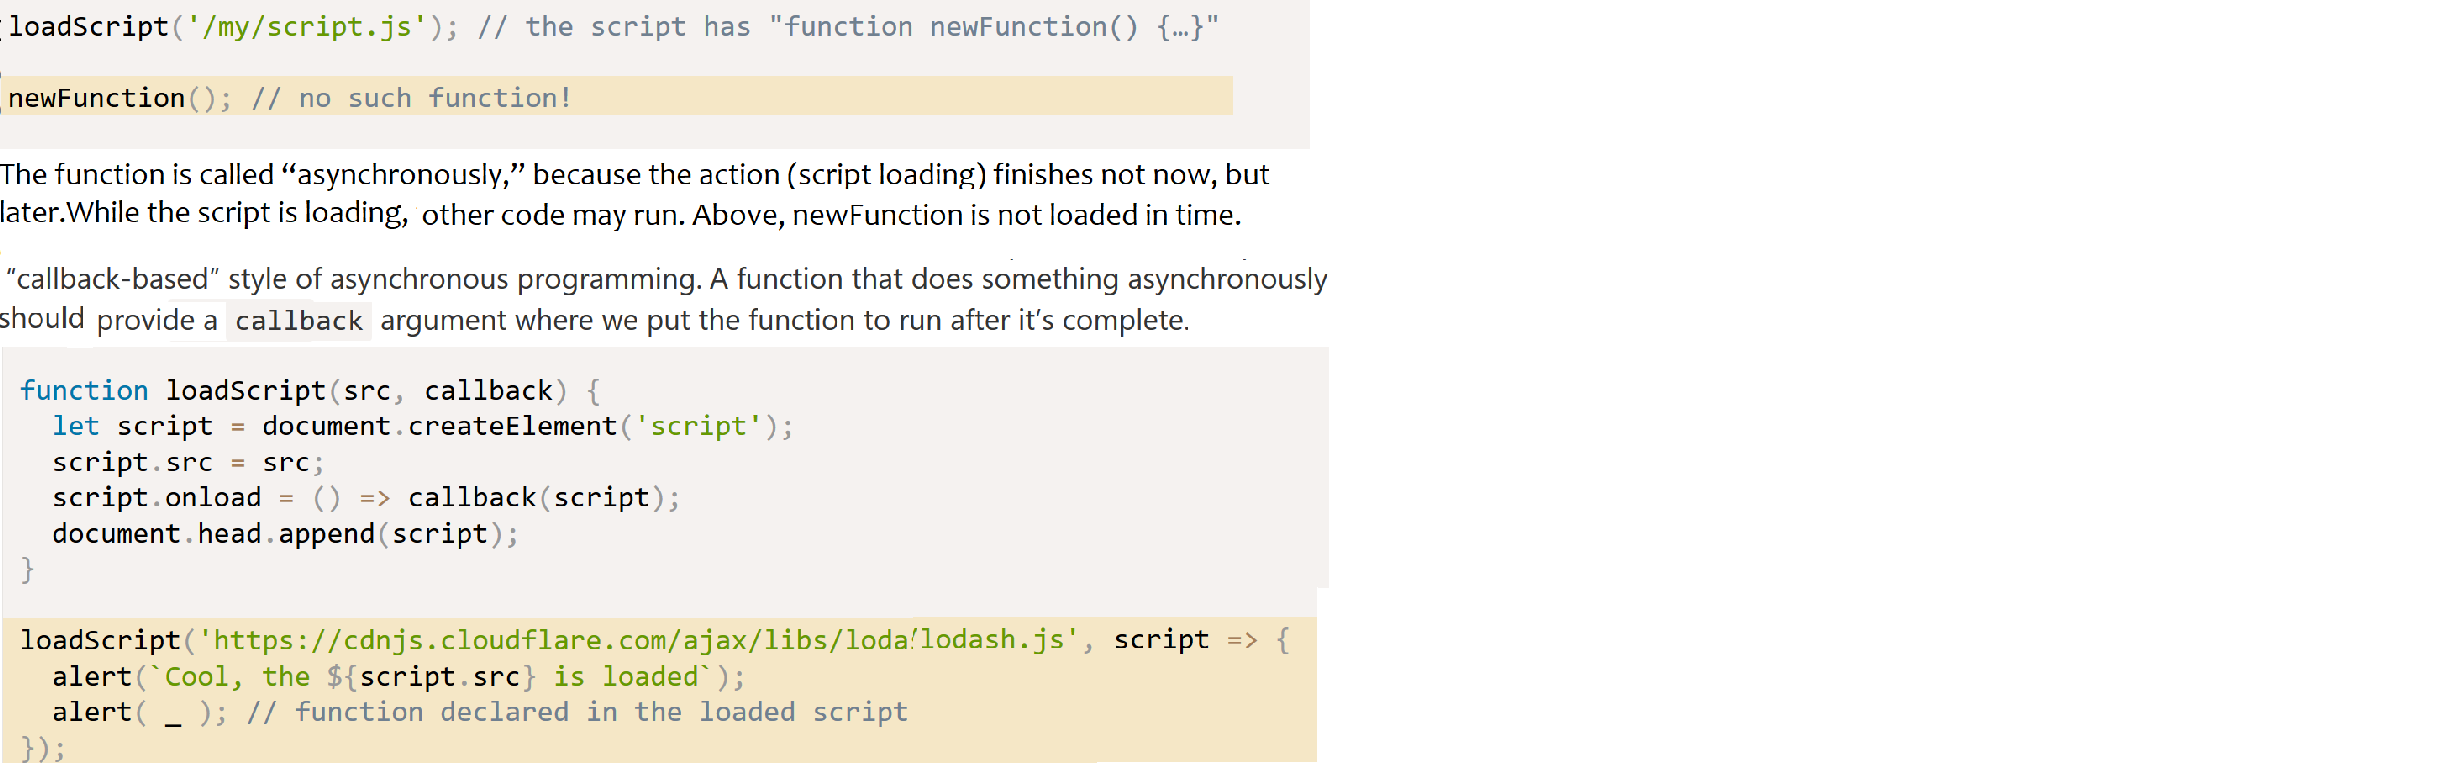 loadScript('/my/script.js'); // the script has "function newFunction() {…}"
newFunction(); // no such function!
The function is called “asynchronously,” because the action (script loading) finishes not now, but
later.While the script is loading, other code may run. Above, newFunction is not loaded in time.
“callback-based” style of asynchronous programming. A function that does something asynchronously
should provide a callback argument where we put the function to run after it’s complete.
function loadScript(src, callback) {
  let script = document.createElement('script');
  script.src = src;
  script.onload = () => callback(script);
  document.head.append(script);
}
loadScript('https://cdnjs.cloudflare.com/ajax/libs/loda/lodash.js', script => {
  alert(`Cool, the ${script.src} is loaded`);
  alert( _ ); // function declared in the loaded script
});